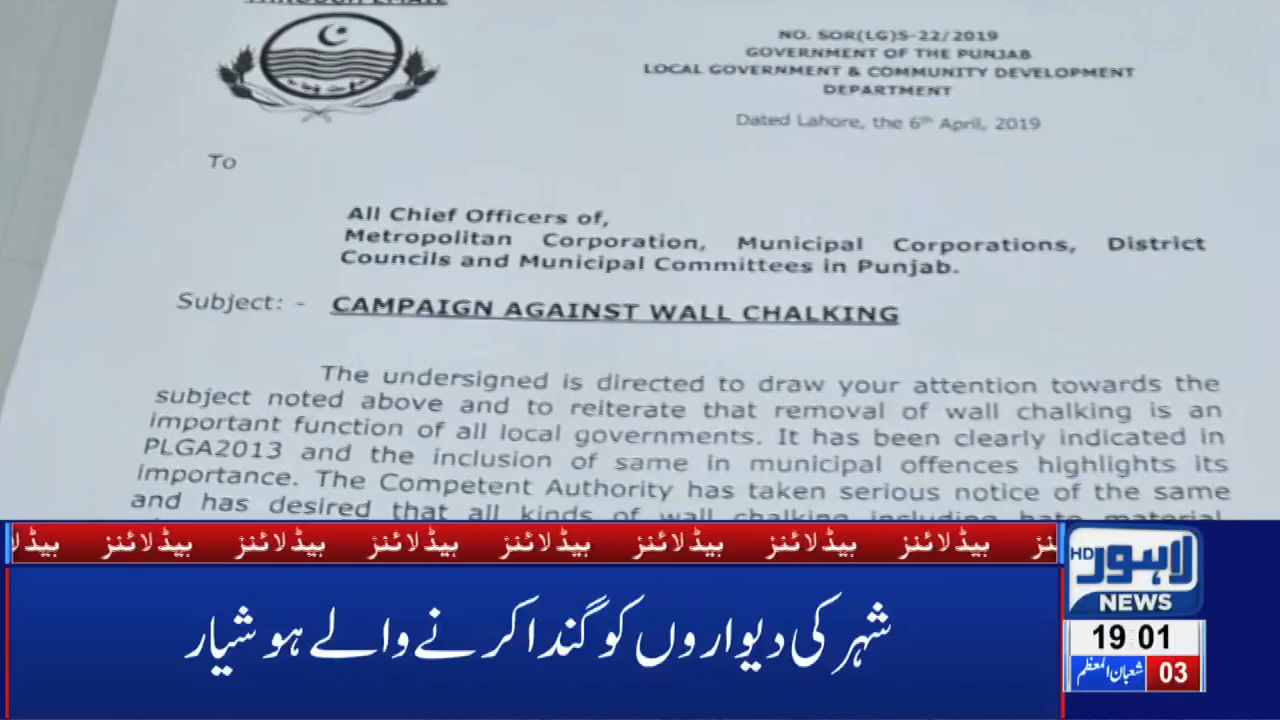 THROUGH EMAIL
NO. SOR(LG)5-22/2019
GOVERNMENT OF THE PUNJAB
LOCAL GOVERNMENT & COMMUNITY DEVELOPMENT
DEPARTMENT
Dated Lahore, the 6th April, 2019
To
All Chief Officers of,
Metropolitan Corporation, Municipal Corporations, District
Councils and Municipal Committees in Punjab.
Subject: - CAMPAIGN AGAINST WALL CHALKING
The undersigned is directed to draw your attention towards the
subject noted above and to reiterate that removal of wall chalking is an
important function of all local governments. It has been clearly indicated in
PLGA2013 and the inclusion of same in municipal offences highlights its
importance. The Competent Authority has taken serious notice of the same
and has desired that all kinds of wall chalking including hate material
ہیڈلائنز ہیڈلائنز ہیڈلائنز ہیڈلائنز ہیڈلائنز ہیڈلائنز ہیڈلائنز
شہر کی دیواروں کو گندا کرنے والے ہوشیار
لاہور HD
NEWS
19 01
03 شعبان المعظم